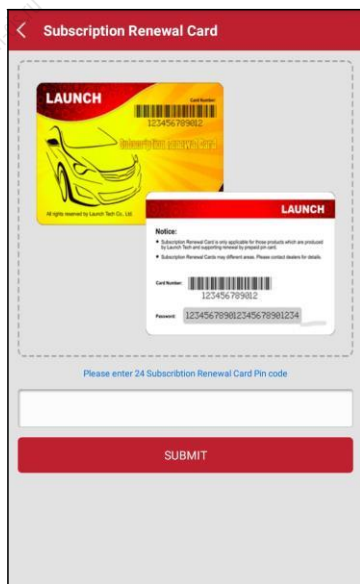 Subscription Renewal Card
LAUNCH
Card Number:
123456789012
Subscription Renewal Card
All rights reserved by Launch Tech Co., Ltd.
LAUNCH
Notice:
• Subscription Renewal Card is only applicable for those products which are produced
by Launch Tech and supporting renewal by prepaid pin card.
• Subscription Renewal Cards may different areas. Please contact dealers for details.
Card Number:
123456789012
Password:
123456789012345678901234
Please enter 24 Subscribtion Renewal Card Pin code
SUBMIT